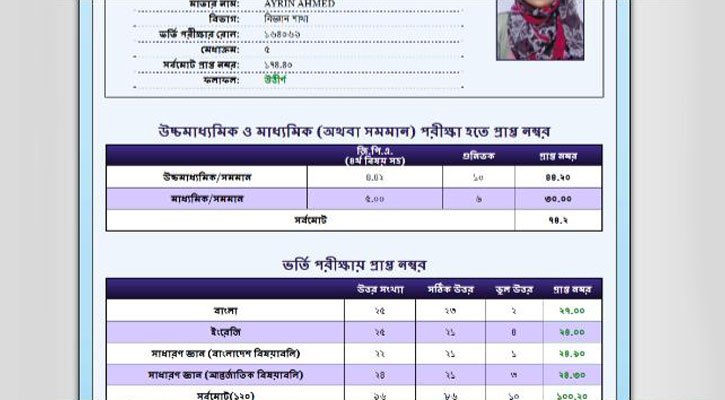 মাতার নাম: AYRIN AHMED
বিভাগ: বিজ্ঞান শাখা
ভর্তি পরীক্ষার রোল: ১৬৪০৬৯
মেধাক্রম: ৫
সর্বমোট প্রাপ্ত নম্বর: ১৭৪.৪০
ফলাফল: উত্তীর্ণ
উচ্চমাধ্যমিক ও মাধ্যমিক (অথবা সমমান) পরীক্ষা হতে প্রাপ্ত নম্বর
জি.পি.এ. (৪র্থ বিষয় সহ) গুনিতক প্রাপ্ত নম্বর
উচ্চমাধ্যমিক/সমমান ৪.৪২ ১০ ৪৪.২০
মাধ্যমিক/সমমান ৫.০০ ৬ ৩০.০০
সর্বমোট ৭৪.২
ভর্তি পরীক্ষায় প্রাপ্ত নম্বর
উত্তর সংখ্যা সঠিক উত্তর ভুল উত্তর প্রাপ্ত নম্বর
বাংলা ২৫ ২৩ ২ ২৭.০০
ইংরেজি ২৫ ২১ ৪ ২৪.০০
সাধারণ জ্ঞান (বাংলাদেশ বিষয়াবলি) ২২ ২১ ১ ২৪.৯০
সাধারণ জ্ঞান (আন্তর্জাতিক বিষয়াবলি) ২৪ ২১ ৩ ২৪.৩০
সর্বমোট(১২০) ৯৬ ৮৬ ১০ ১০০.২০